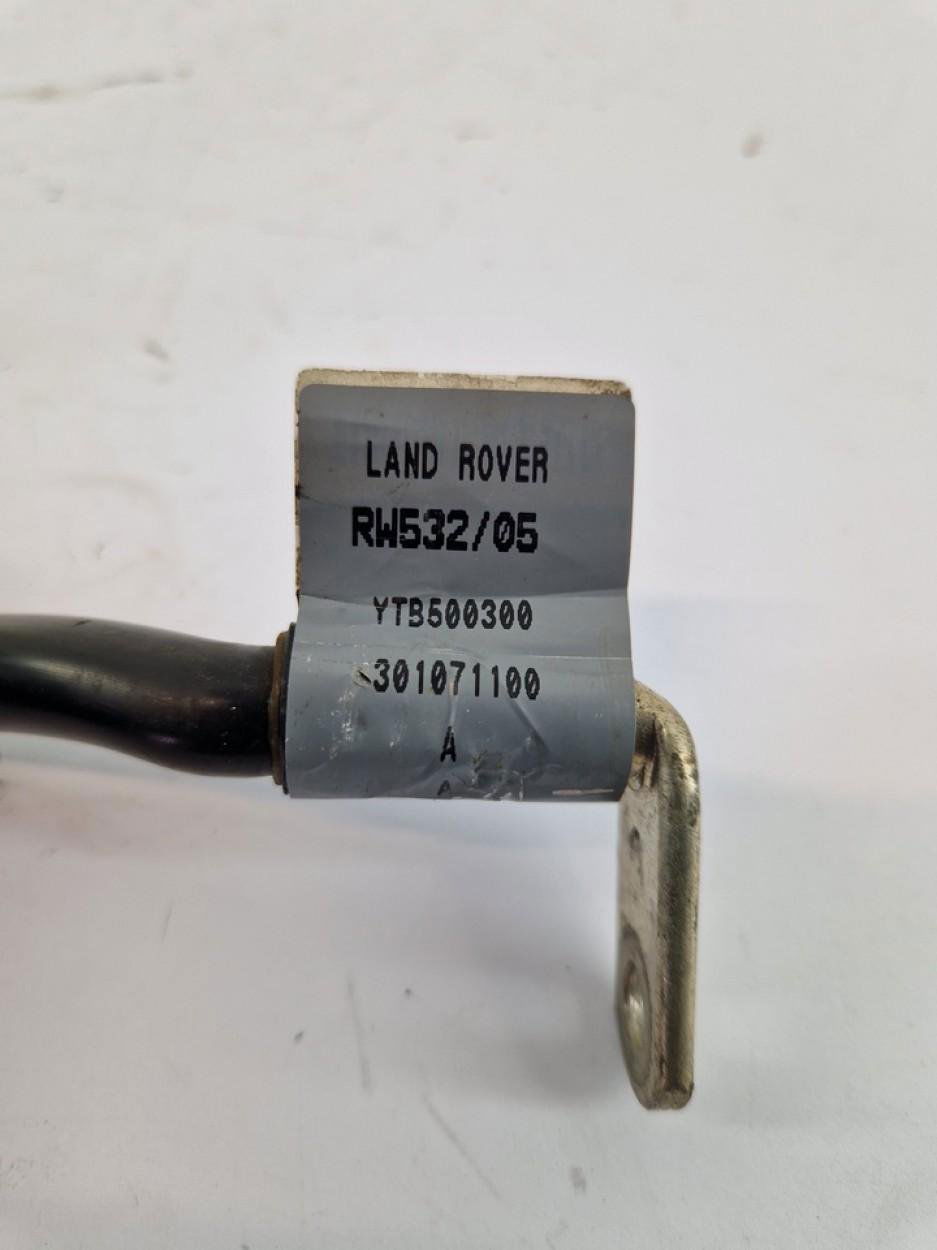 LAND ROVER
RW532/05
YTB500300
301071100
A